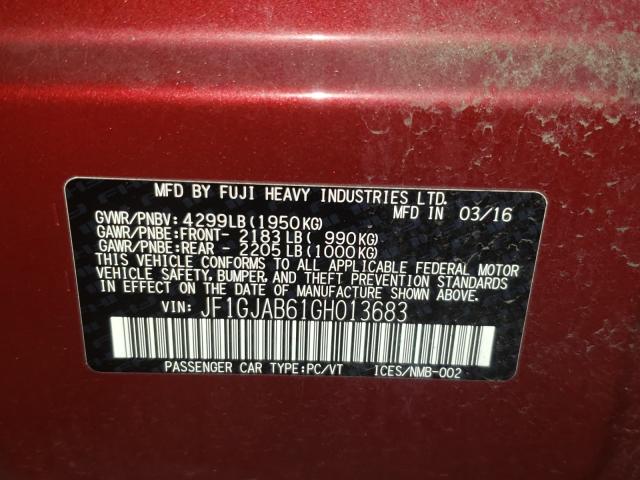 MFD BY FUJI HEAVY INDUSTRIES LTD.
MFD IN 03/16
GVWR/PNBV: 4299LB(1950KG)
GAWR/PNBE:FRONT- 2183LB( 990KG)
GAWR/PNBE:REAR - 2205LB(1000KG)
THIS VEHICLE CONFORMS TO ALL APPLICABLE FEDERAL MOTOR
VEHICLE SAFETY, BUMPER, AND THEFT PREVENTION STANDARDS
IN EFFECT ON THE DATE OF MANUFACTURE SHOWN ABOVE.
VIN: JF1GJAB61GH013683
PASSENGER CAR TYPE:PC/VT ICES/NMB-002